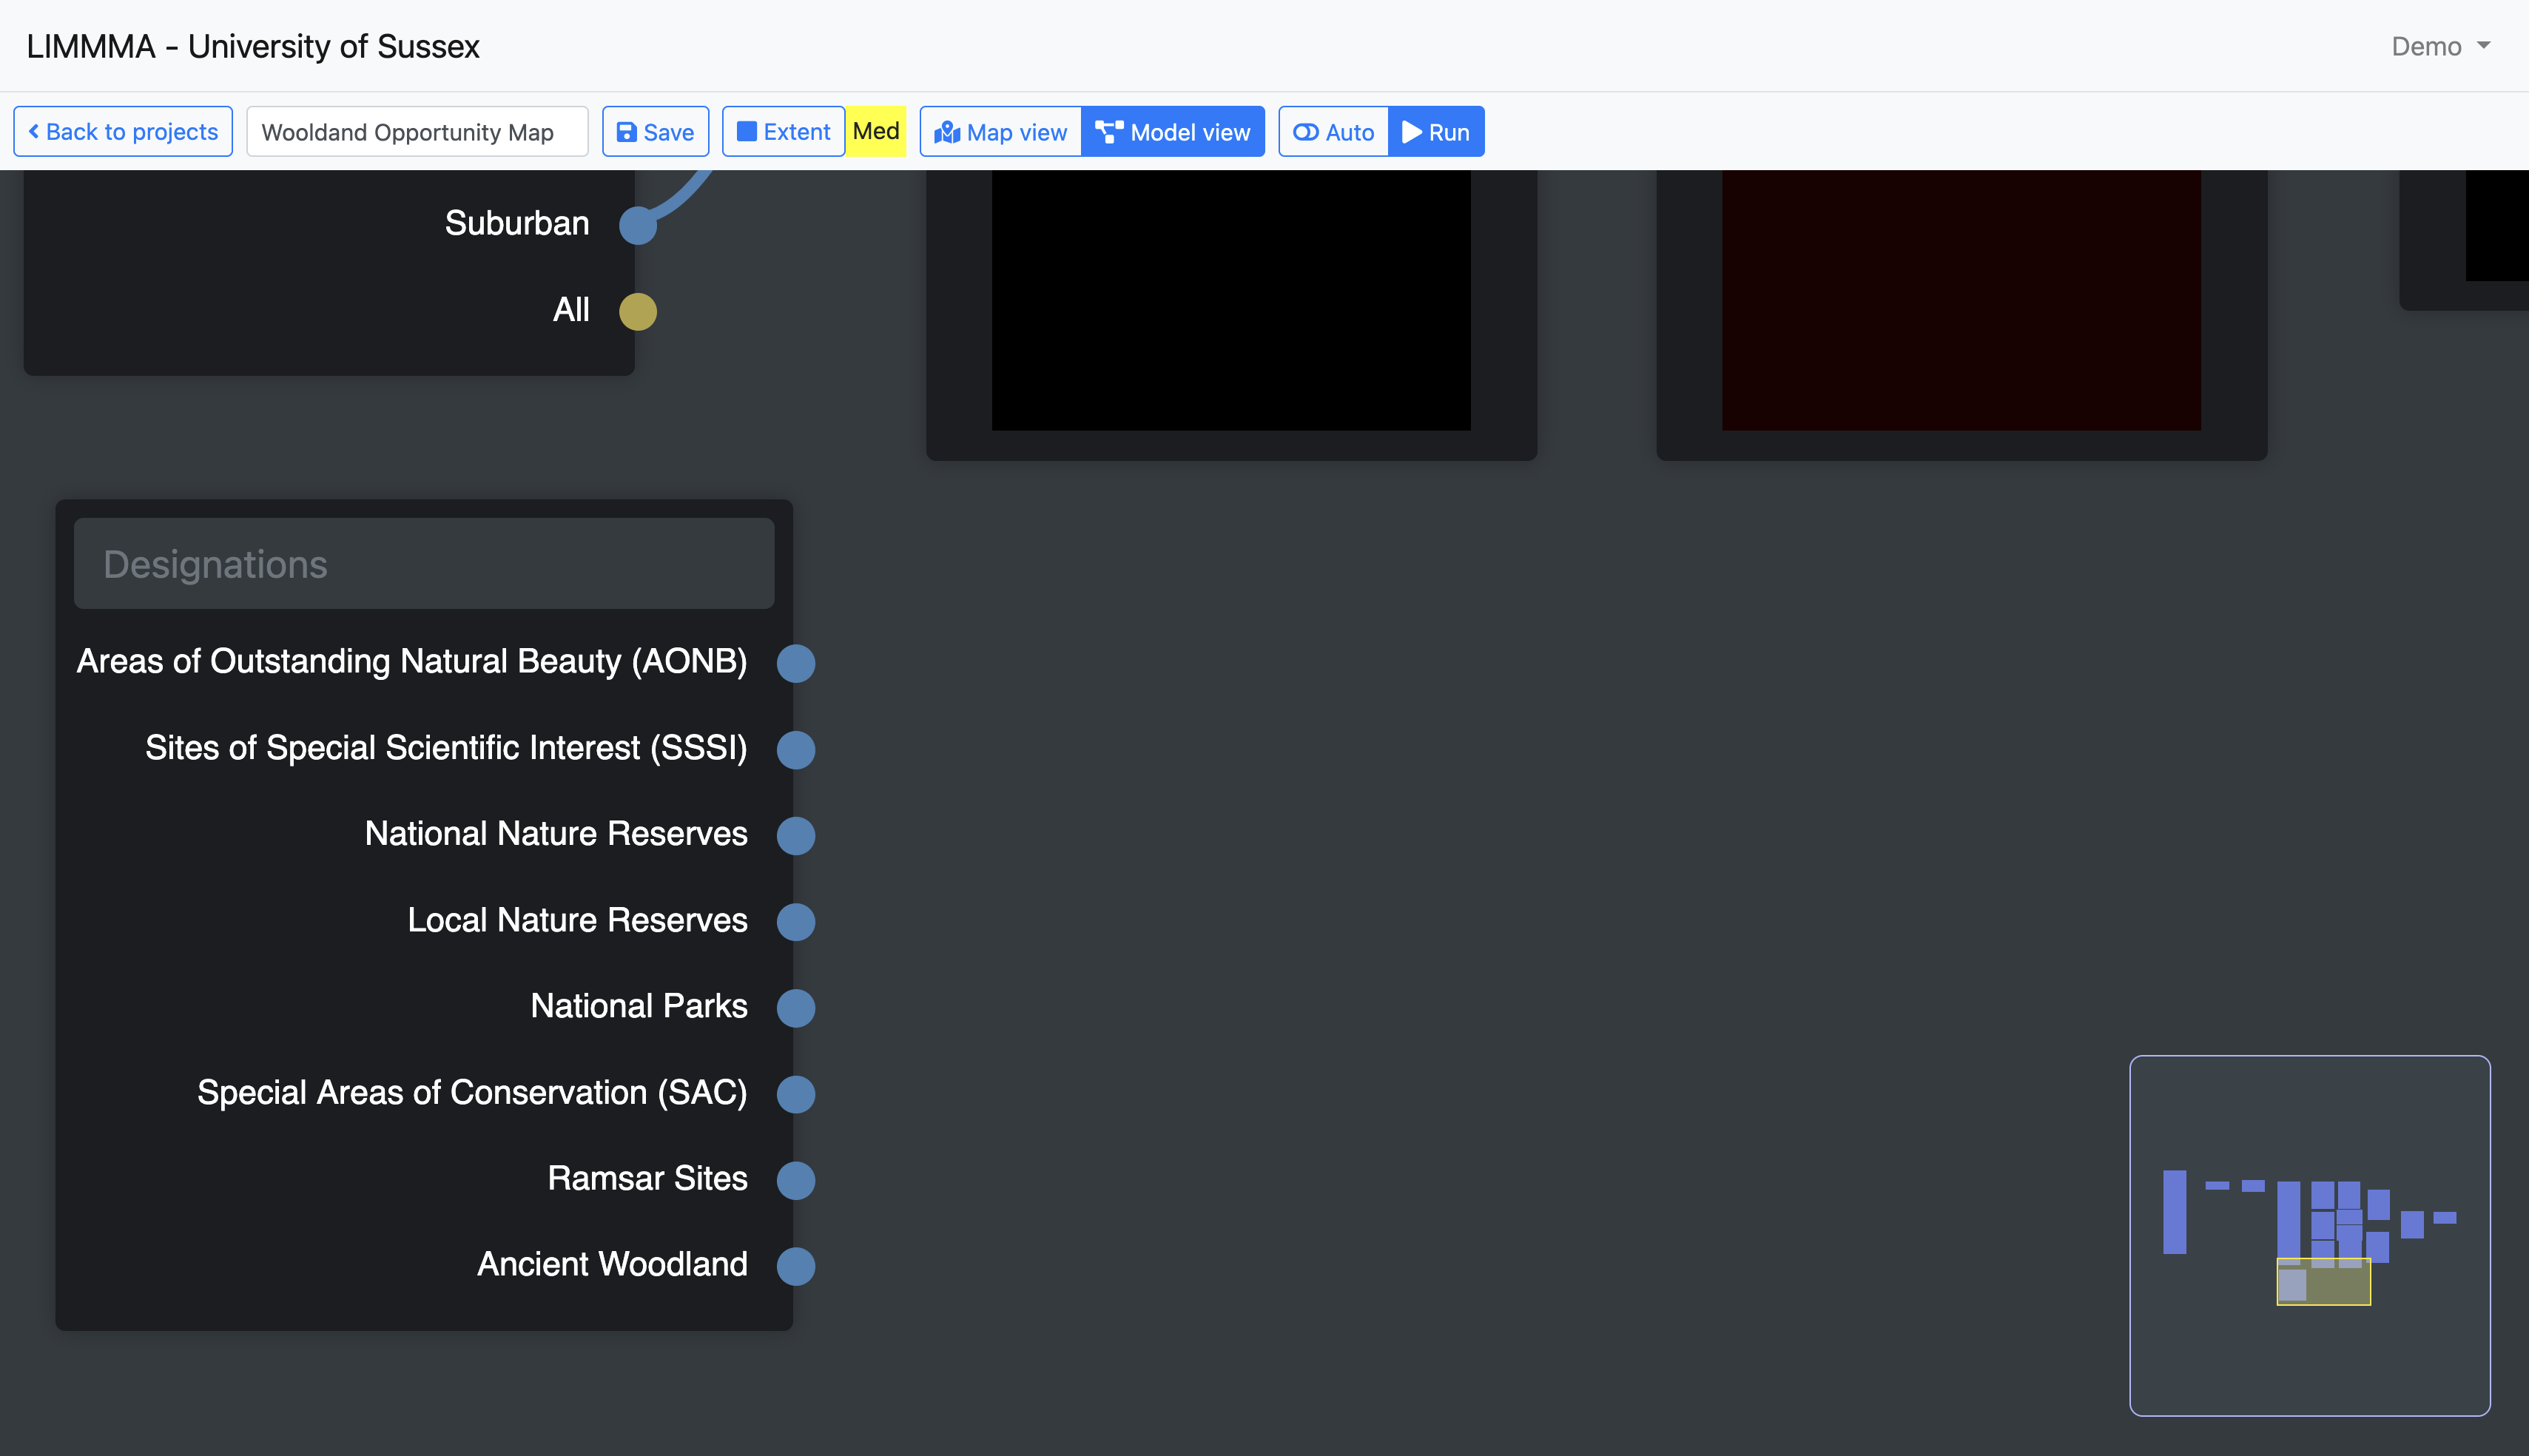 LIMMMA - University of Sussex
Demo
Back to projects
Wooldand Opportunity Map
Save
Extent
Med
Map view
Model view
Auto
Run
Suburban
All
Designations
Areas of Outstanding Natural Beauty (AONB)
Sites of Special Scientific Interest (SSSI)
National Nature Reserves
Local Nature Reserves
National Parks
Special Areas of Conservation (SAC)
Ramsar Sites
Ancient Woodland